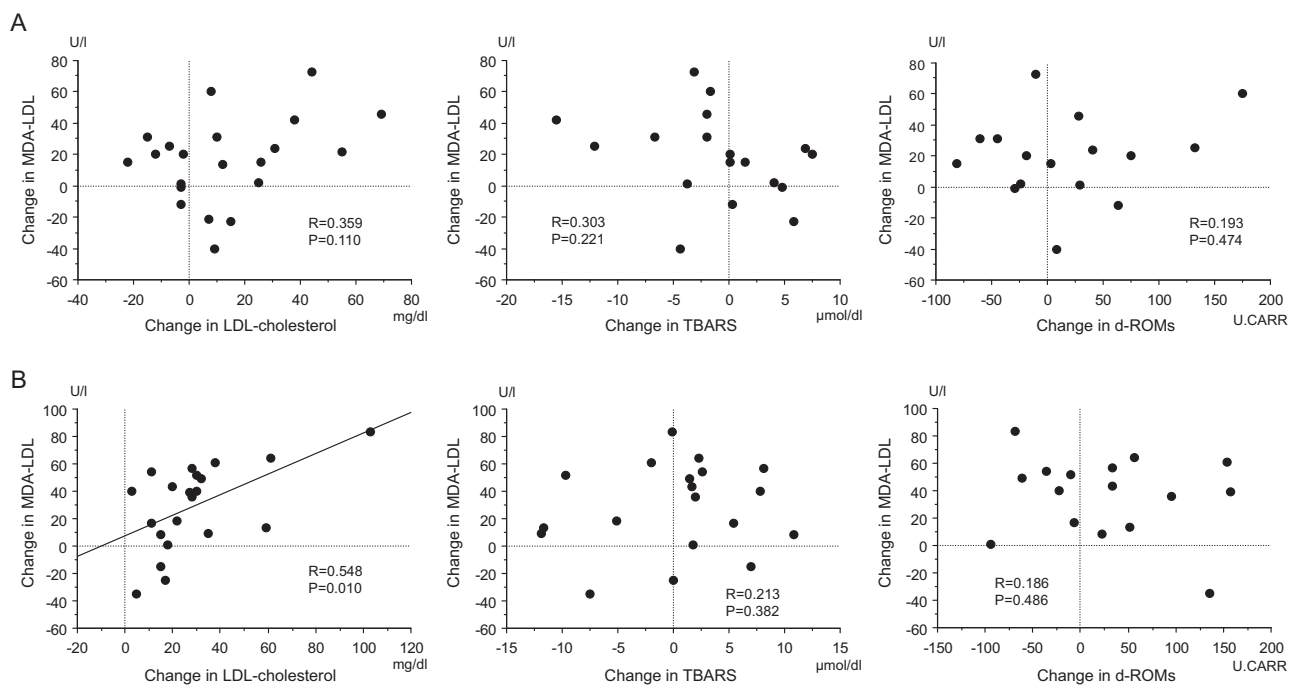 A
U/l
80
60
40
20
0
-20
-40
-60
Change in MDA-LDL
R=0.359
P=0.110
-40 -20 0 20 40 60 80
Change in LDL-cholesterol
mg/dl
U/l
80
60
40
20
0
-20
-40
-60
Change in MDA-LDL
R=0.303
P=0.221
-20 -15 -10 -5 0 5 10
Change in TBARS
µmol/dl
U/l
80
60
40
20
0
-20
-40
-60
Change in MDA-LDL
R=0.193
P=0.474
-100 -50 0 50 100 150 200
Change in d-ROMs
U.CARR
B
U/l
100
80
60
40
20
0
-20
-40
-60
Change in MDA-LDL
R=0.548
P=0.010
0 20 40 60 80 100 120
Change in LDL-cholesterol
mg/dl
U/l
100
80
60
40
20
0
-20
-40
-60
Change in MDA-LDL
R=0.213
P=0.382
-15 -10 -5 0 5 10 15
Change in TBARS
µmol/dl
U/l
100
80
60
40
20
0
-20
-40
-60
Change in MDA-LDL
R=0.186
P=0.486
-150 -100 -50 0 50 100 150 200
Change in d-ROMs
U.CARR